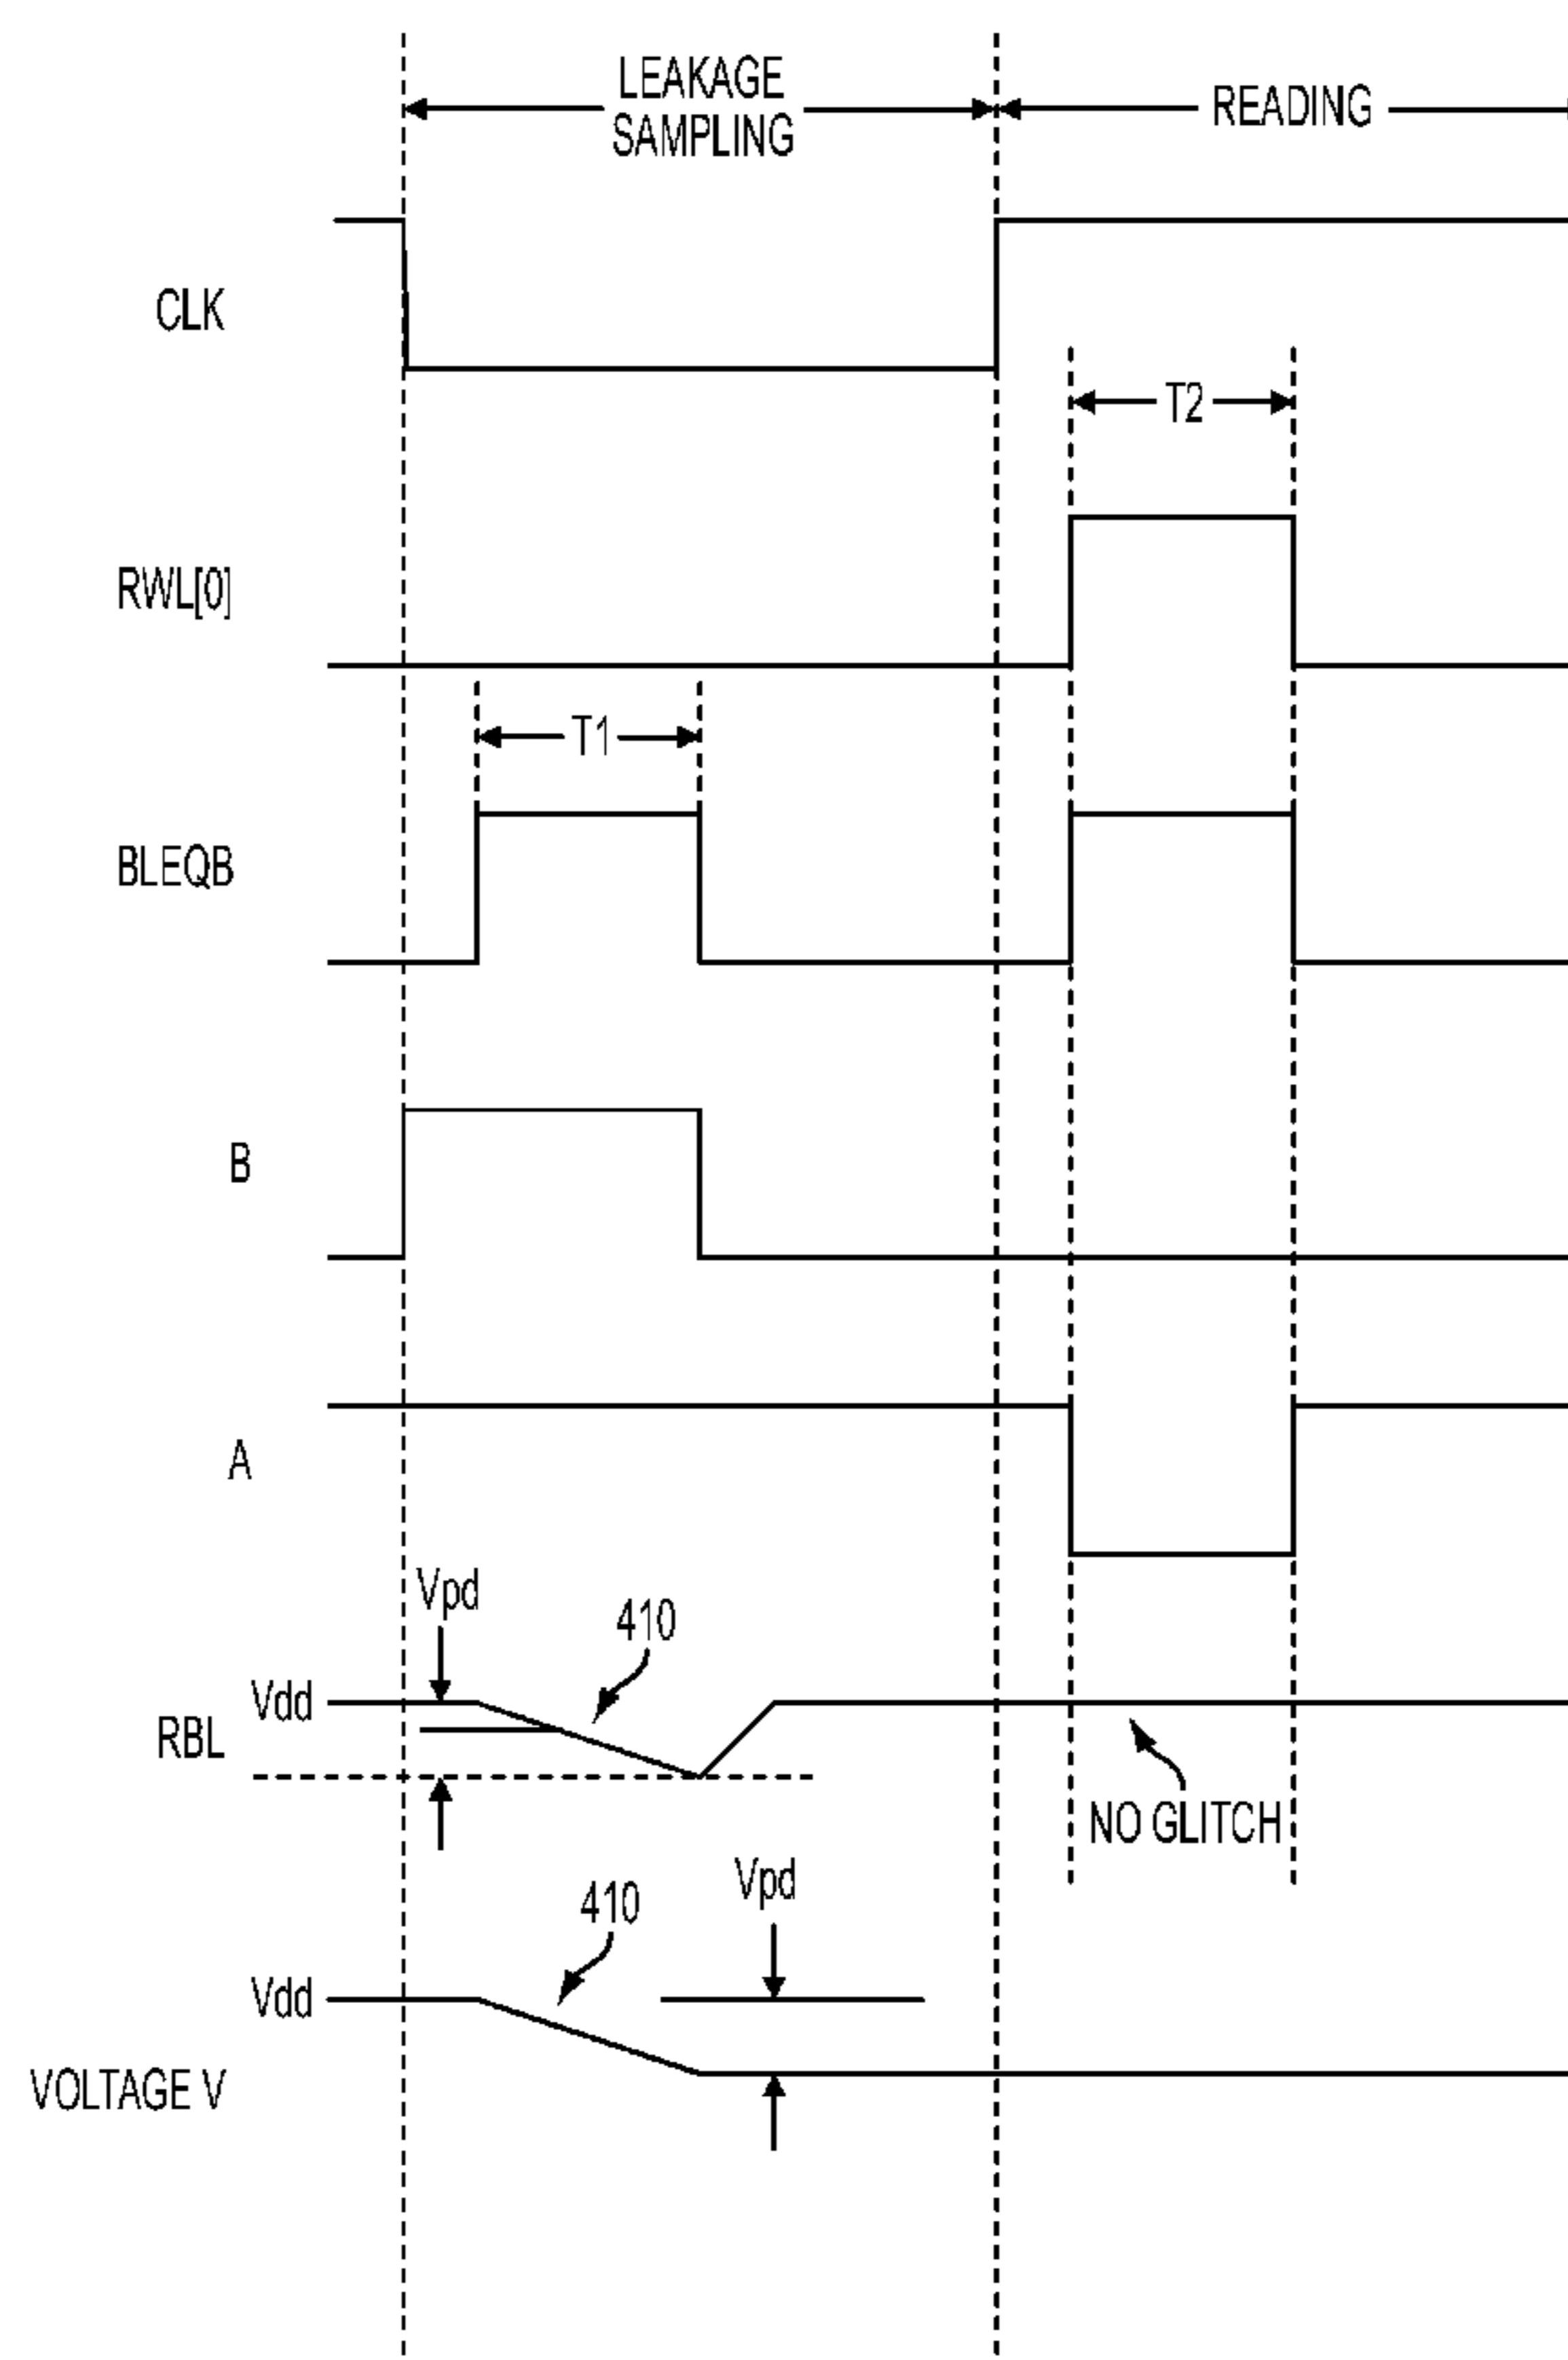 LEAKAGE
SAMPLING
READING
CLK
T2
RWL[0]
T1
BLEQB
B
A
Vpd
410
Vdd
RBL
NO GLITCH
Vpd
410
Vdd
VOLTAGE V